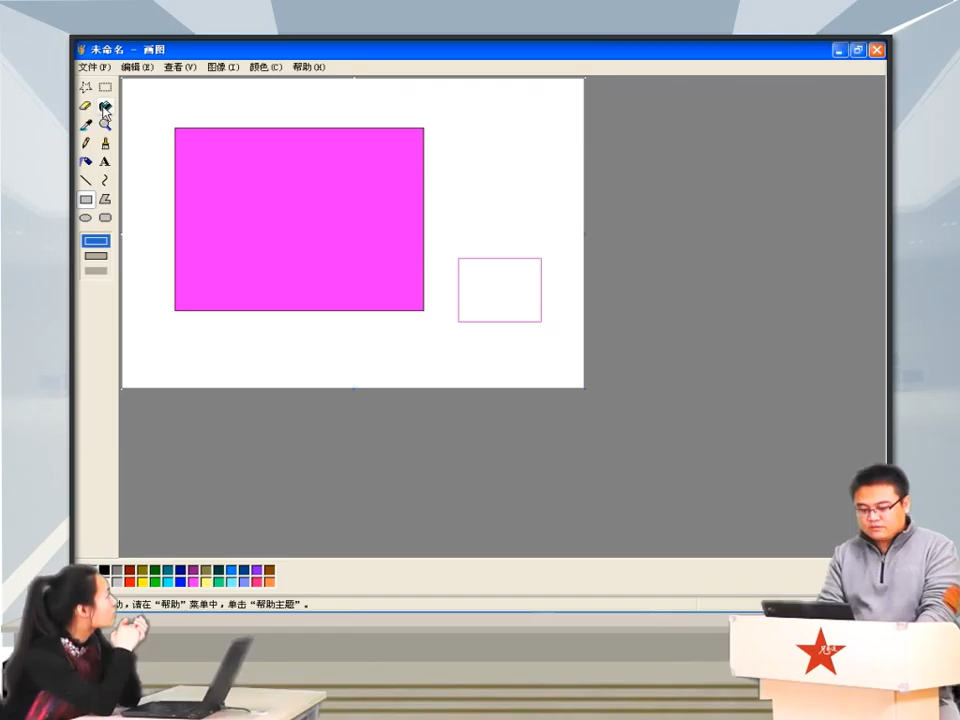 未命名 - 画图
文件(F) 编辑(E) 查看(V) 图像(I) 颜色(C) 帮助(H)
A
助，请在“帮助”菜单中，单击“帮助主题”。